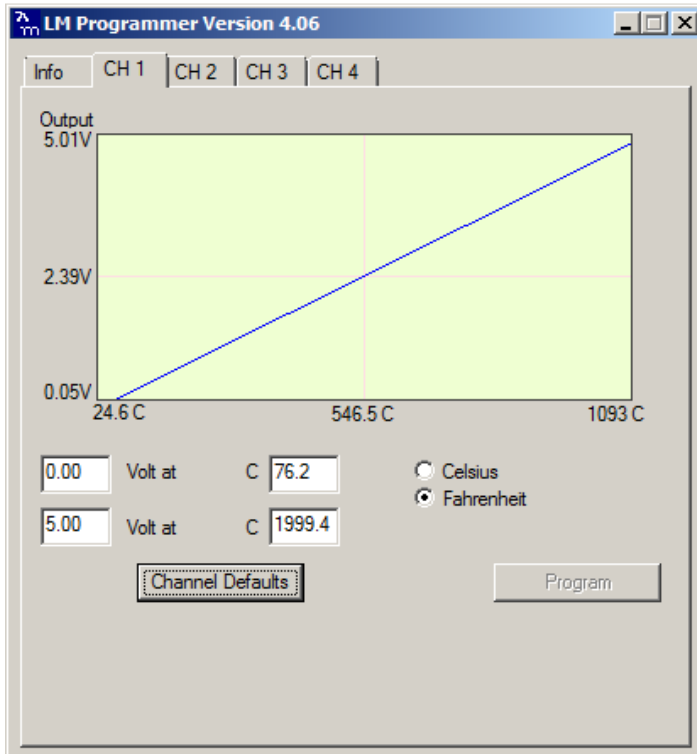 LM Programmer Version 4.06
Info CH 1 CH 2 CH 3 CH 4
Output
5.01V
2.39V
0.05V
24.6 C 546.5 C 1093 C
0.00 Volt at C 76.2 Celsius
Fahrenheit
5.00 Volt at C 1999.4
Channel Defaults Program